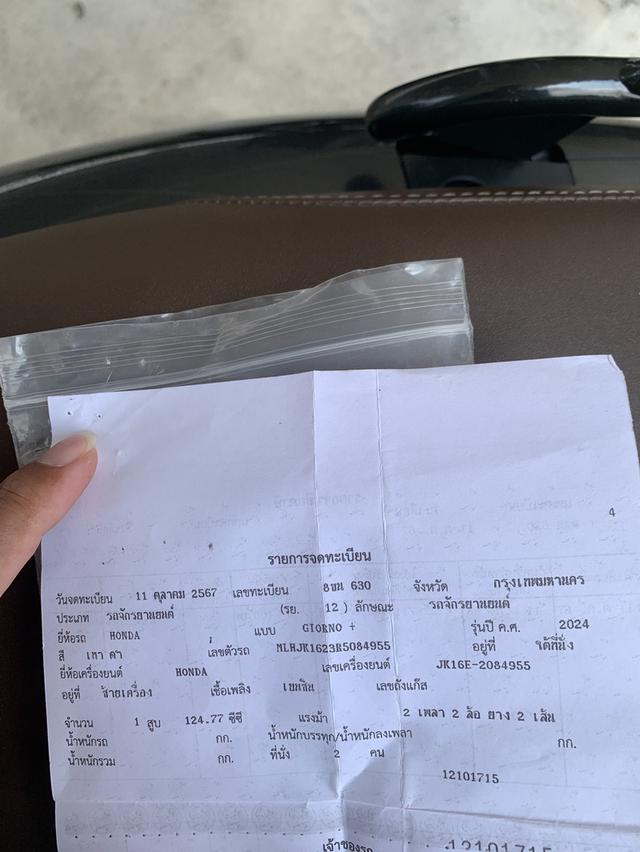 4
รายการจดทะเบียน
วันจดทะเบียน 11 ตุลาคม 2567 เลขทะเบียน 8ขน 630 จังหวัด กรุงเทพมหานคร
ประเภท รถจักรยานยนต์ (รย. 12 ) ลักษณะ รถจักรยานยนต์
ยี่ห้อรถ HONDA แบบ GIORNO + รุ่นปี ค.ศ. 2024
สี เทา ดำ เลขตัวรถ MLHJK1623R5084955 อยู่ที่ ใต้ที่นั่ง
ยี่ห้อเครื่องยนต์ HONDA เลขเครื่องยนต์ JK16E-2084955
อยู่ที่ ซ้ายเครื่อง เชื้อเพลิง เบนซิน เลขถังแก๊ส
จำนวน 1 สูบ 124.77 ซีซี แรงม้า 2 เพลา 2 ล้อ ยาง 2 เส้น
น้ำหนักรถ กก. น้ำหนักบรรทุก/น้ำหนักลงเพลา กก.
น้ำหนักรวม กก. ที่นั่ง 2 คน
12101715
เจ้าของรถ 12101715